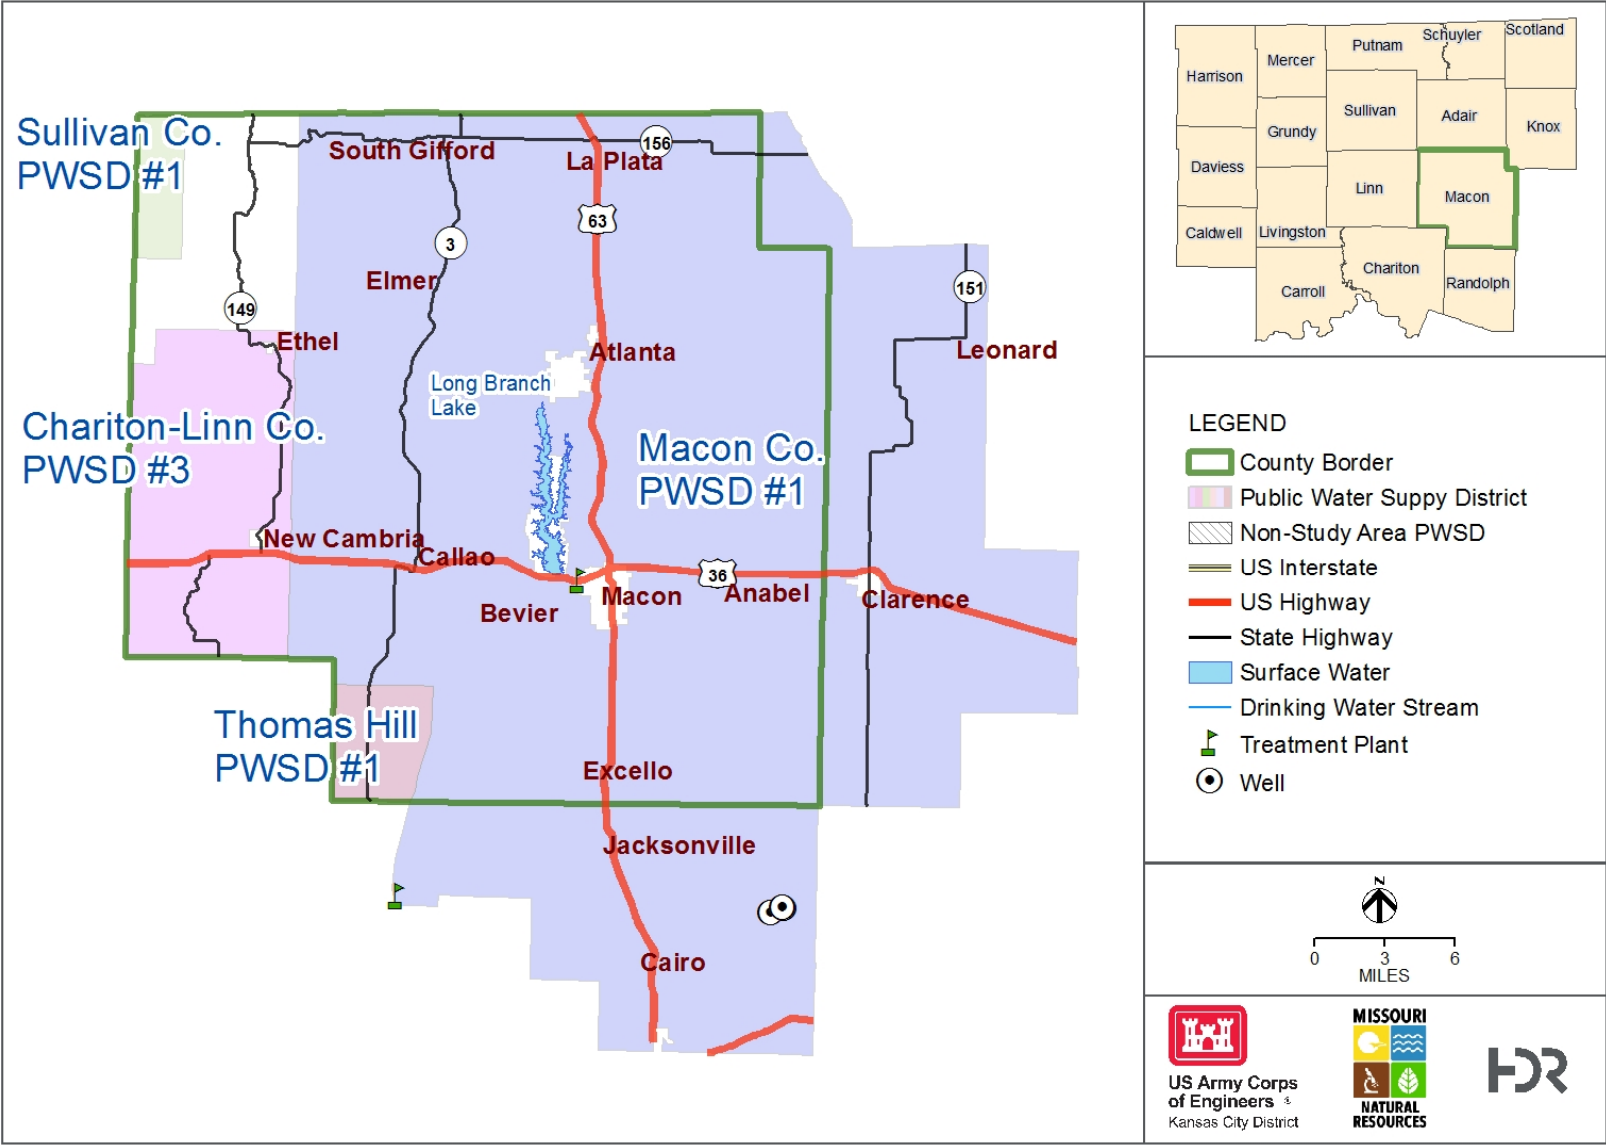 Sullivan Co.
PWSD #1
South Gifford
La Plata
156
63
3
Elmer
149
151
Ethel
Atlanta
Leonard
Long Branch
Lake
Chariton-Linn Co.
PWSD #3
Macon Co.
PWSD #1
New Cambria
Callao
36
Bevier
Macon
Anabel
Clarence
Thomas Hill
PWSD #1
Excello
Jacksonville
Cairo
Harrison
Mercer
Putnam
Schuyler
Scotland
Sullivan
Adair
Knox
Grundy
Daviess
Linn
Macon
Caldwell
Livingston
Chariton
Carroll
Randolph
LEGEND
County Border
Public Water Suppy District
Non-Study Area PWSD
US Interstate
US Highway
State Highway
Surface Water
Drinking Water Stream
Treatment Plant
Well
N
0 3 6
MILES
US Army Corps
of Engineers
Kansas City District
MISSOURI
NATURAL
RESOURCES
HDR